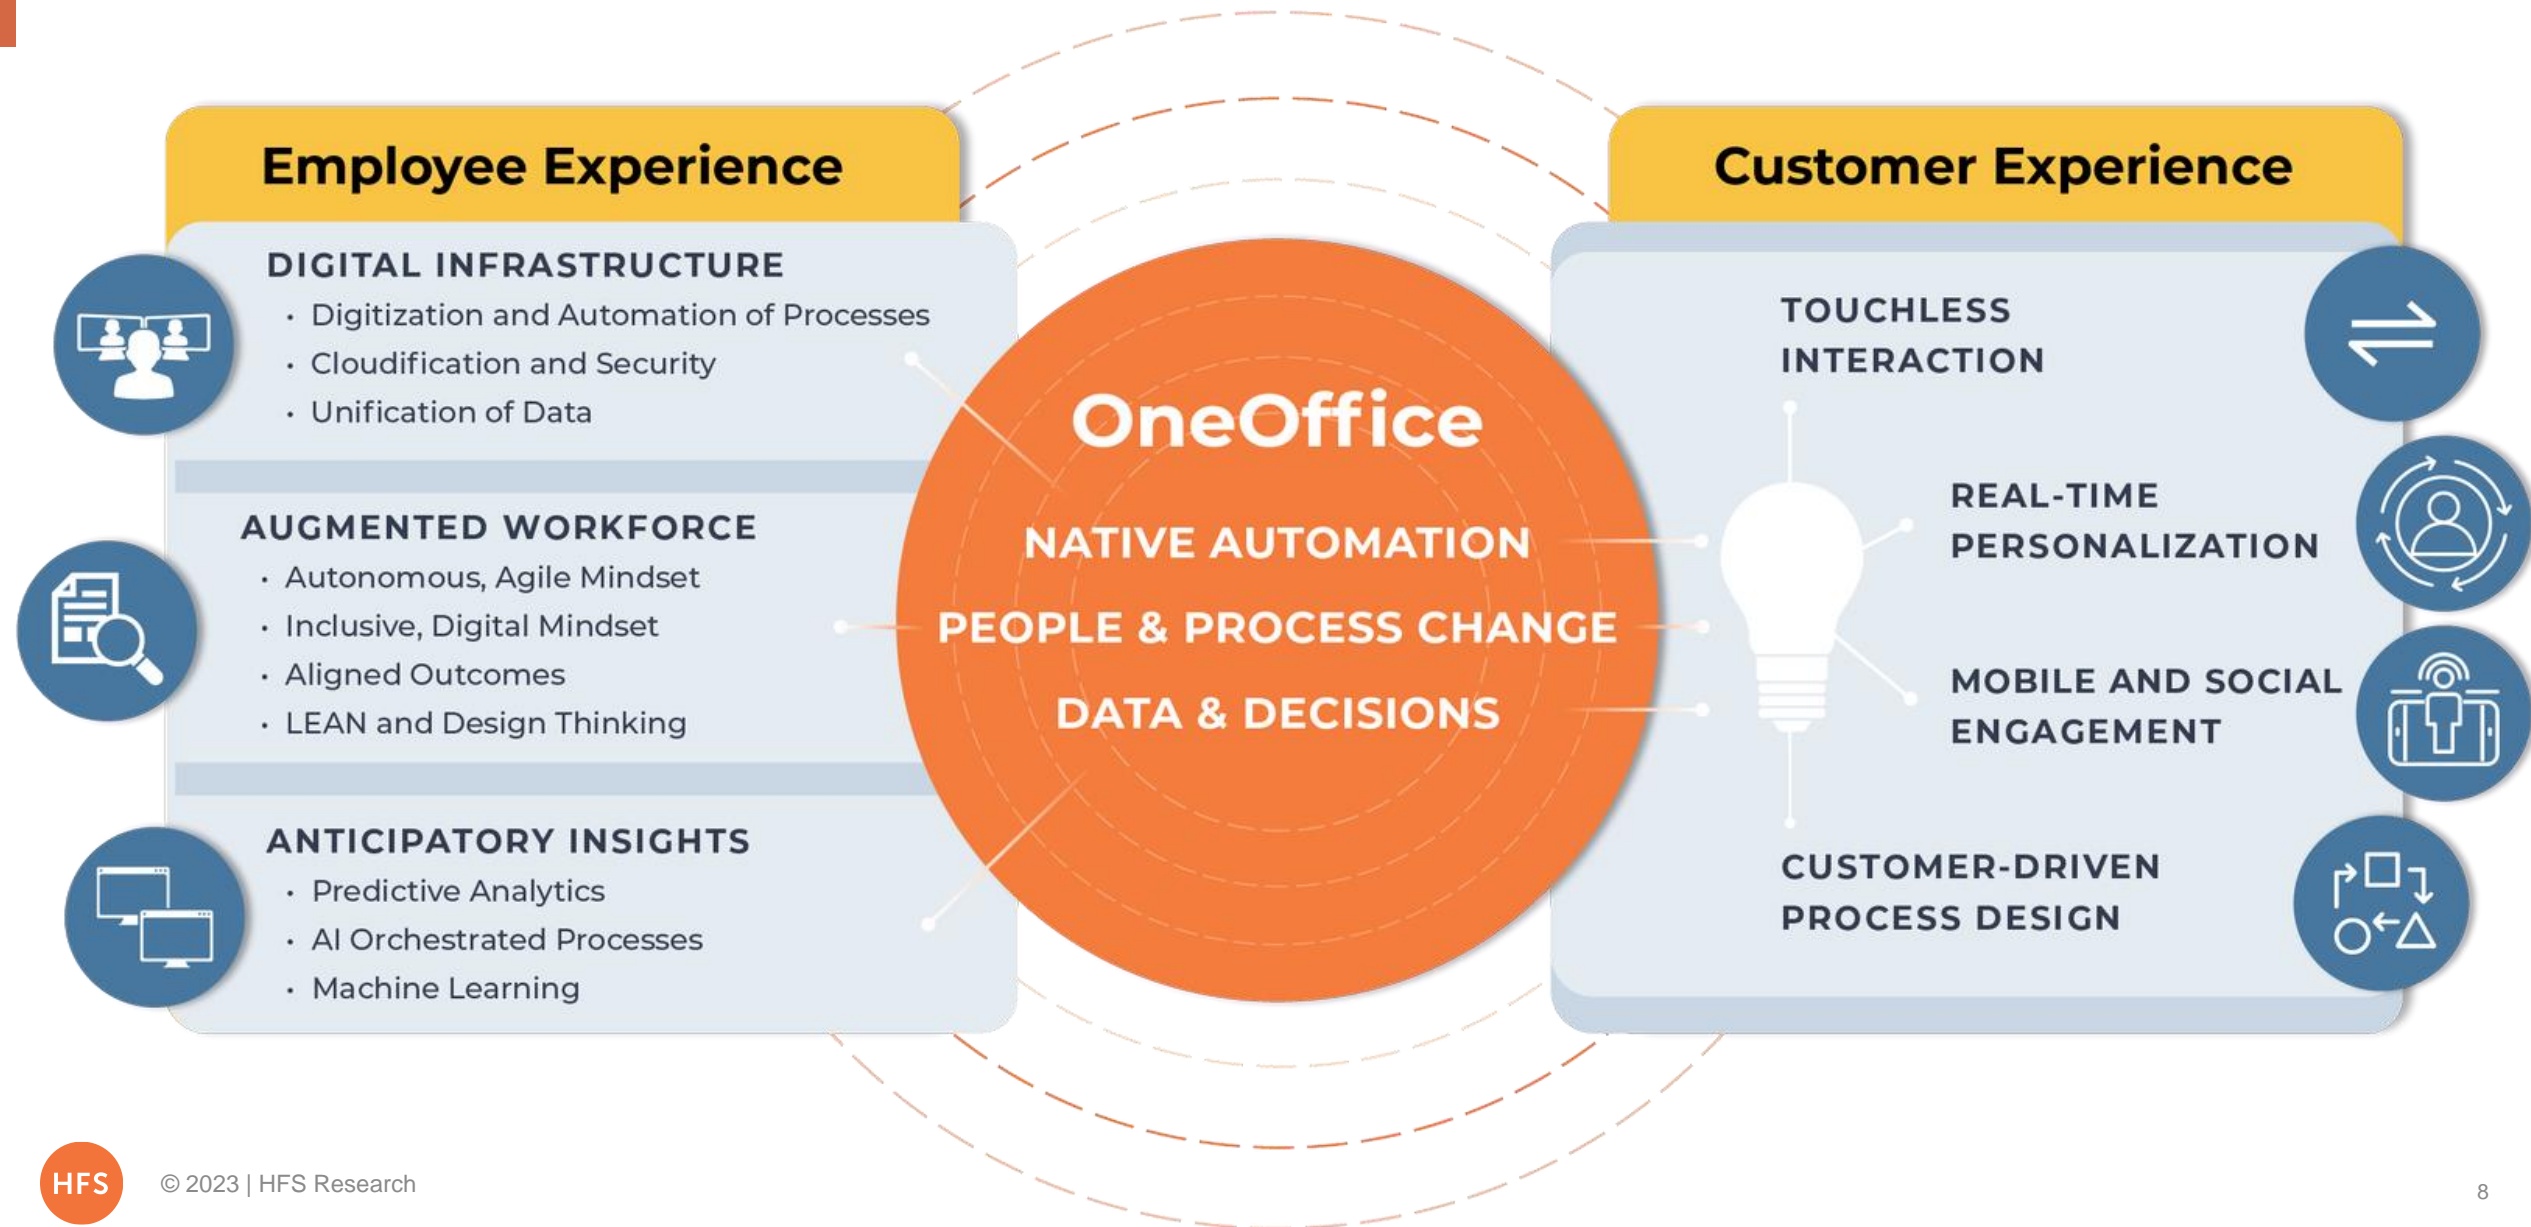 Employee Experience
DIGITAL INFRASTRUCTURE
• Digitization and Automation of Processes
• Cloudification and Security
• Unification of Data
AUGMENTED WORKFORCE
• Autonomous, Agile Mindset
• Inclusive, Digital Mindset
• Aligned Outcomes
• LEAN and Design Thinking
ANTICIPATORY INSIGHTS
• Predictive Analytics
• AI Orchestrated Processes
• Machine Learning
OneOffice
NATIVE AUTOMATION
PEOPLE & PROCESS CHANGE
DATA & DECISIONS
Customer Experience
TOUCHLESS
INTERACTION
REAL-TIME
PERSONALIZATION
MOBILE AND SOCIAL
ENGAGEMENT
CUSTOMER-DRIVEN
PROCESS DESIGN
HFS
© 2023 | HFS Research
8